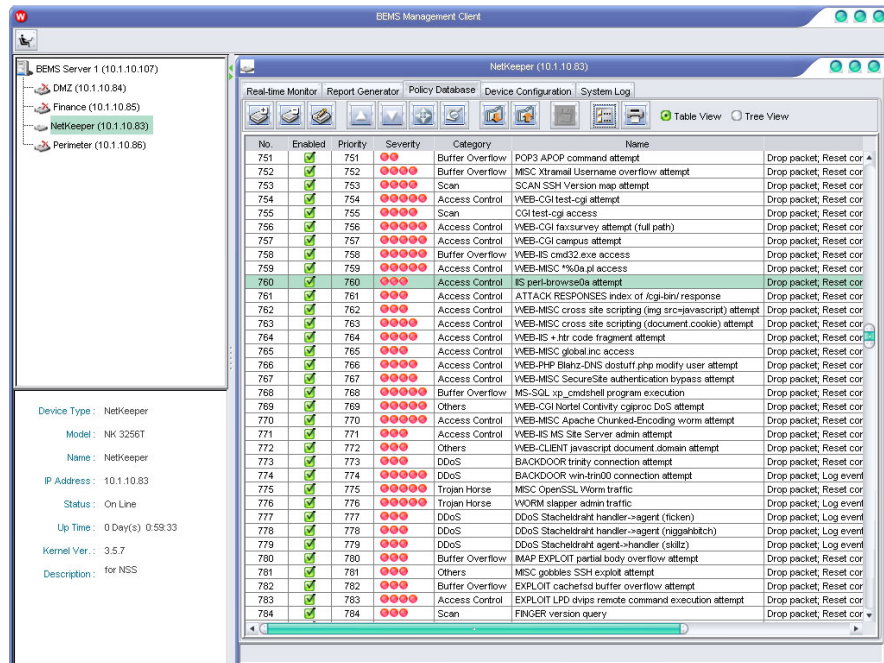 BEMS Management Client
BEMS Server 1 (10.1.10.107)
DMZ (10.1.10.84)
Finance (10.1.10.85)
NetKeeper (10.1.10.83)
Perimeter (10.1.10.86)
Device Type : NetKeeper
Model : NK 3256T
Name : NetKeeper
IP Address : 10.1.10.83
Status : On Line
Up Time : 0 Day(s) 0:59:33
Kernel Ver. : 3.5.7
Description : for NSS
NetKeeper (10.1.10.83)
Real-time Monitor Report Generator Policy Database Device Configuration System Log
Table View Tree View
No. Enabled Priority Severity Category Name
751 751 Buffer Overflow POP3 APOP command attempt Drop packet; Reset cor
752 752 Buffer Overflow MISC Xtramail Username overflow attempt Drop packet; Reset cor
753 753 Scan SCAN SSH Version map attempt Drop packet; Reset cor
754 754 Access Control WEB-CGI test-cgi attempt Drop packet; Reset cor
755 755 Scan CGI test-cgi access Drop packet; Reset cor
756 756 Access Control WEB-CGI faxsurvey attempt (full path) Drop packet; Reset cor
757 757 Access Control WEB-CGI campus attempt Drop packet; Reset cor
758 758 Buffer Overflow WEB-IIS cmd32.exe access Drop packet; Reset cor
759 759 Access Control WEB-MISC *%0a.pl access Drop packet; Reset cor
760 760 Access Control IIS perl-browse0a attempt Drop packet; Reset cor
761 761 Access Control ATTACK RESPONSES index of /cgi-bin/ response Drop packet; Reset cor
762 762 Access Control WEB-MISC cross site scripting (img src=javascript) attempt Drop packet; Reset cor
763 763 Access Control WEB-MISC cross site scripting (document.cookie) attempt Drop packet; Reset cor
764 764 Access Control WEB-IIS +.htr code fragment attempt Drop packet; Reset cor
765 765 Access Control WEB-MISC global.inc access Drop packet; Reset cor
766 766 Access Control WEB-PHP Blahz-DNS dostuff.php modify user attempt Drop packet; Reset cor
767 767 Access Control WEB-MISC SecureSite authentication bypass attempt Drop packet; Reset cor
768 768 Buffer Overflow MS-SQL xp_cmdshell program execution Drop packet; Reset cor
769 769 Others WEB-CGI Nortel Contivity cgiproc DoS attempt Drop packet; Reset cor
770 770 Access Control WEB-MISC Apache Chunked-Encoding worm attempt Drop packet; Reset cor
771 771 Access Control WEB-IIS MS Site Server admin attempt Drop packet; Reset cor
772 772 Others WEB-CLIENT javascript document.domain attempt Drop packet; Reset cor
773 773 DDoS BACKDOOR trinity connection attempt Drop packet; Reset cor
774 774 DDoS BACKDOOR win-trin00 connection attempt Drop packet; Log event
775 775 Trojan Horse MISC OpenSSL Worm traffic Drop packet; Reset cor
776 776 Trojan Horse WORM slapper admin traffic Drop packet; Log event
777 777 DDoS DDoS Stacheldraht handler->agent (ficken) Drop packet; Log event
778 778 DDoS DDoS Stacheldraht handler->agent (niggahbitch) Drop packet; Log event
779 779 DDoS DDoS Stacheldraht agent->handler (skillz) Drop packet; Log event
780 780 Buffer Overflow IMAP EXPLOIT partial body overflow attempt Drop packet; Reset cor
781 781 Others MISC gobbles SSH exploit attempt Drop packet; Reset cor
782 782 Buffer Overflow EXPLOIT cachefsd buffer overflow attempt Drop packet; Reset cor
783 783 Access Control EXPLOIT LPD dvips remote command execution attempt Drop packet; Reset cor
784 784 Scan FINGER version query Drop packet; Reset cor